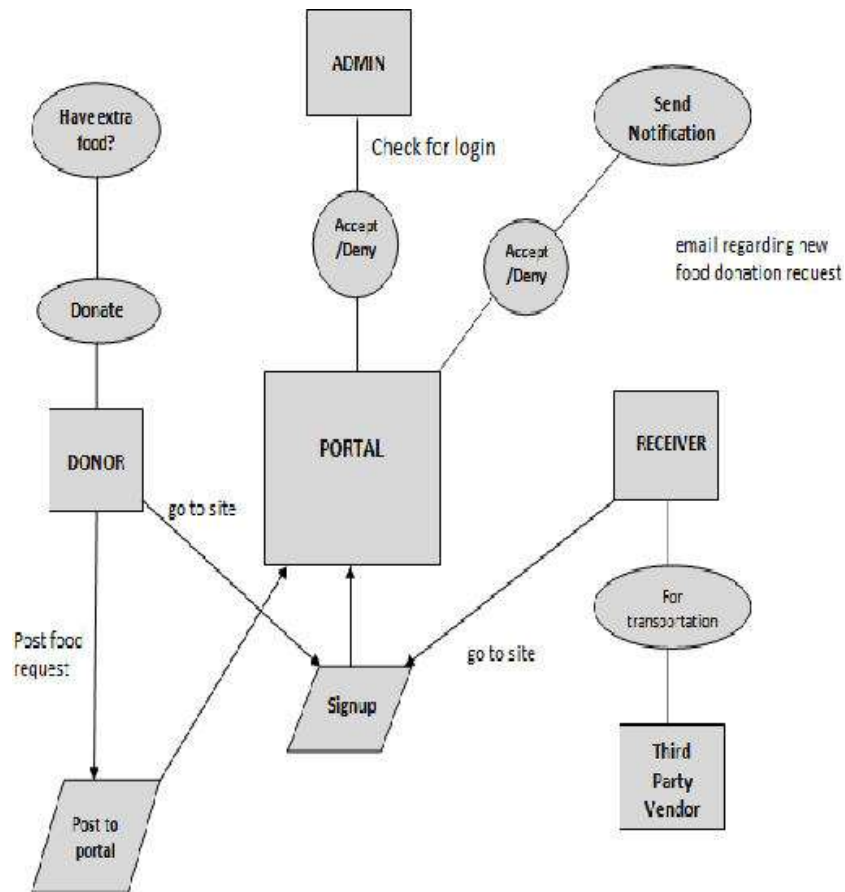 ADMIN
Have extra
food?
Send
Notification
Check for login
Accept
/Deny
Accept
/Deny
email regarding new
food donation request
Donate
PORTAL
DONOR
RECEIVER
go to site
For
transportation
Post food
request
go to site
Signup
Third
Party
Vendor
Post to
portal